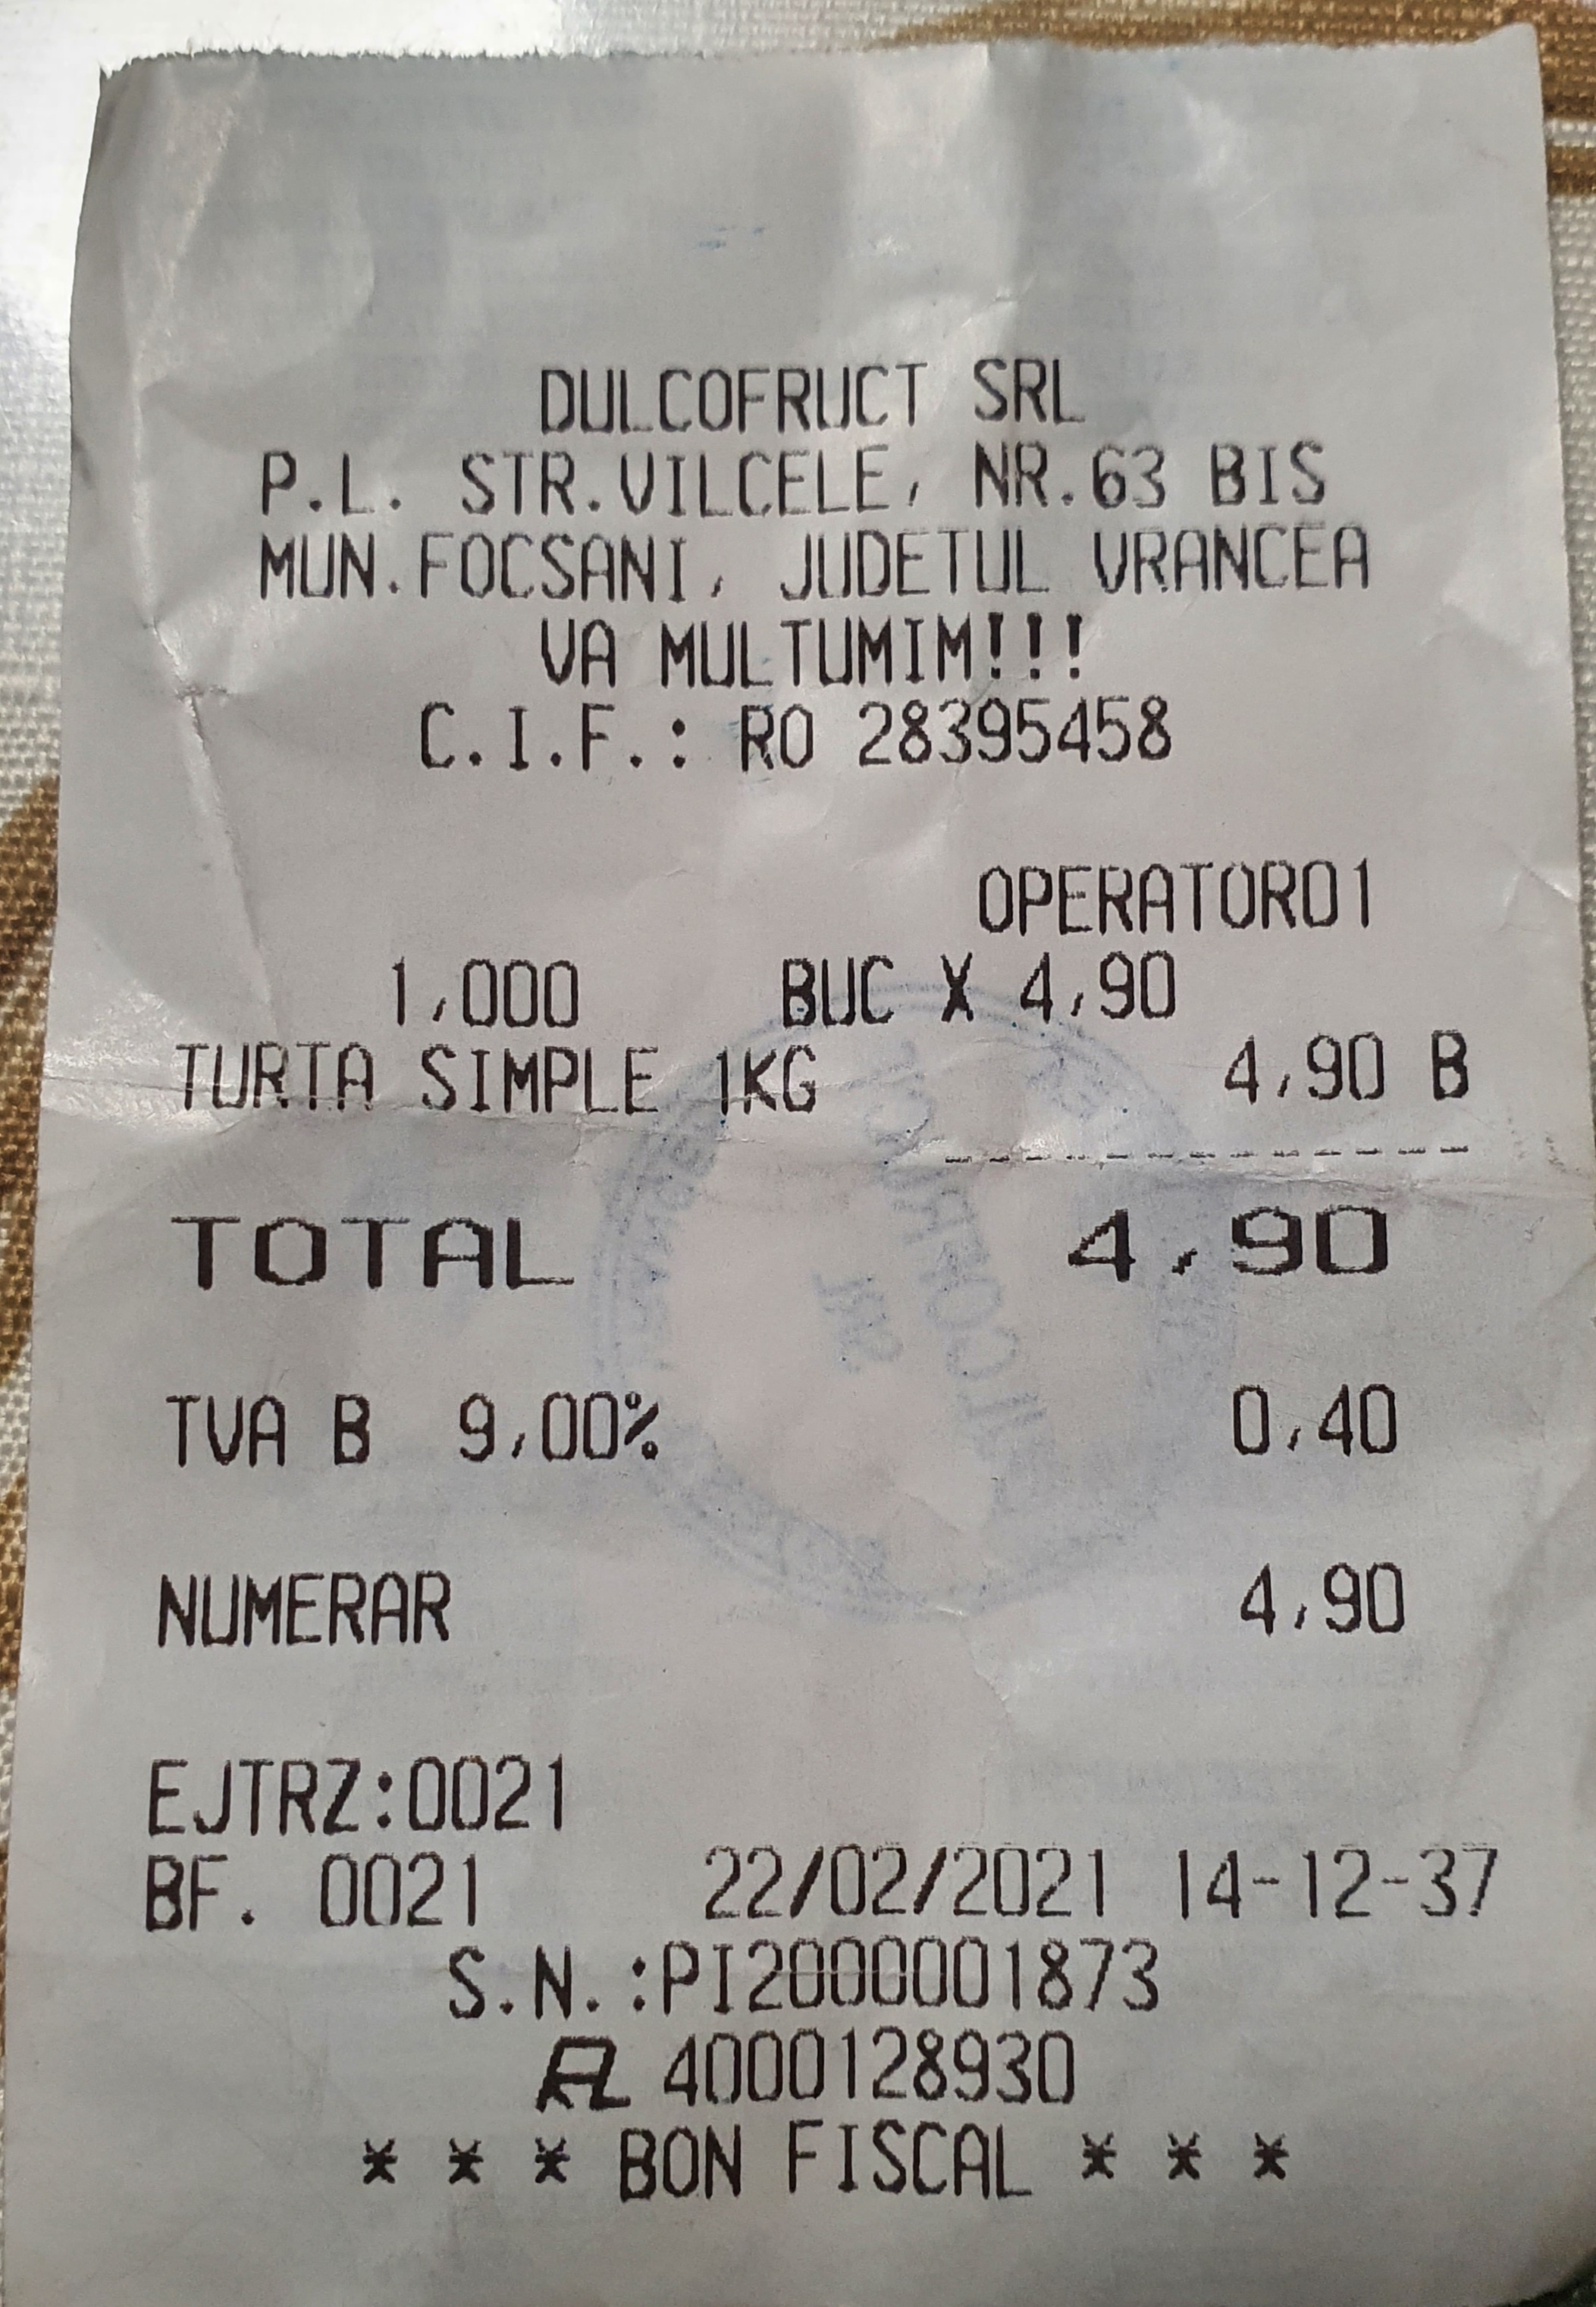 DULCOFRUCT SRL
P.L. STR.VILCELE, NR.63 BIS
MUN.FOCSANI, JUDETUL VRANCEA
VA MULTUMIM!!!
C.I.F.: RO 28395458
OPERATOR01
1,000 BUC X 4,90
TURTA SIMPLE 1KG 4,90 B
TOTAL 4,90
TVA B 9,00% 0,40
NUMERAR 4,90
EJTRZ:0021
BF. 0021 22/02/2021 14-12-37
S.N.:PI2000001873
4000128930
* * * BON FISCAL * * *